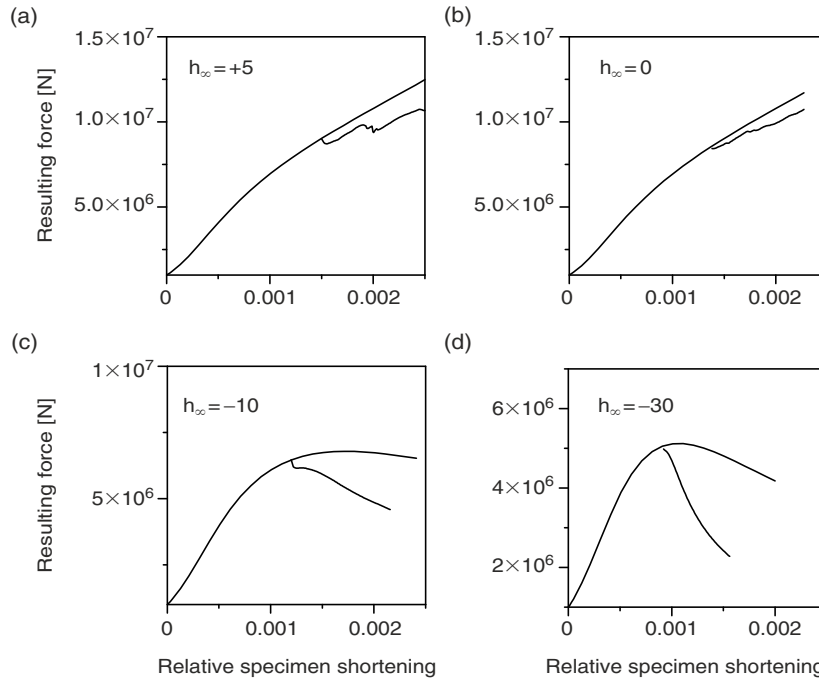 (a)
1.5×10⁷
1.0×10⁷
5.0×10⁶
Resulting force [N]
h∞=+5
0
0.001
0.002
(b)
1.5×10⁷
1.0×10⁷
5.0×10⁶
h∞=0
0
0.001
0.002
(c)
1×10⁷
5×10⁶
Resulting force [N]
h∞=−10
0
0.001
0.002
Relative specimen shortening
(d)
6×10⁶
4×10⁶
2×10⁶
h∞=−30
0
0.001
0.002
Relative specimen shortening